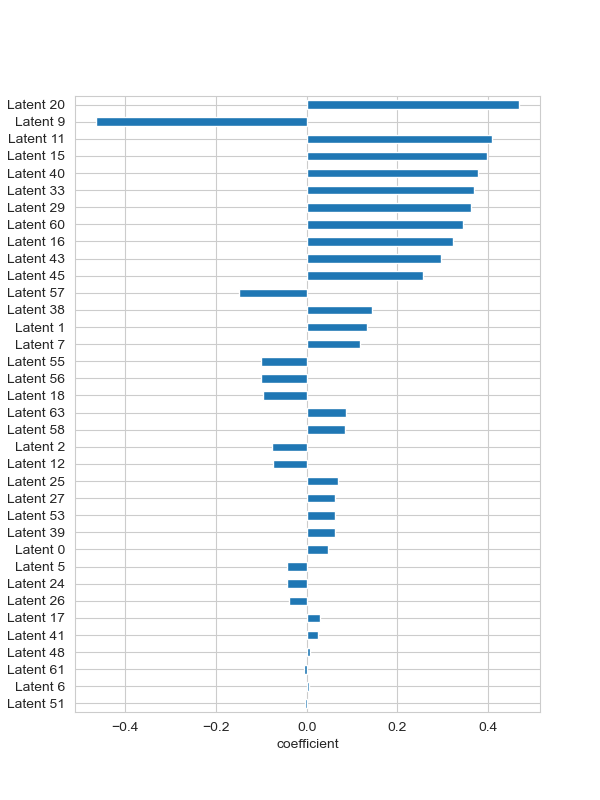 Latent 20
Latent 9
Latent 11
Latent 15
Latent 40
Latent 33
Latent 29
Latent 60
Latent 16
Latent 43
Latent 45
Latent 57
Latent 38
Latent 1
Latent 7
Latent 55
Latent 56
Latent 18
Latent 63
Latent 58
Latent 2
Latent 12
Latent 25
Latent 27
Latent 53
Latent 39
Latent 0
Latent 5
Latent 24
Latent 26
Latent 17
Latent 41
Latent 48
Latent 61
Latent 6
Latent 51
−0.4 −0.2 0.0 0.2 0.4
coefficient